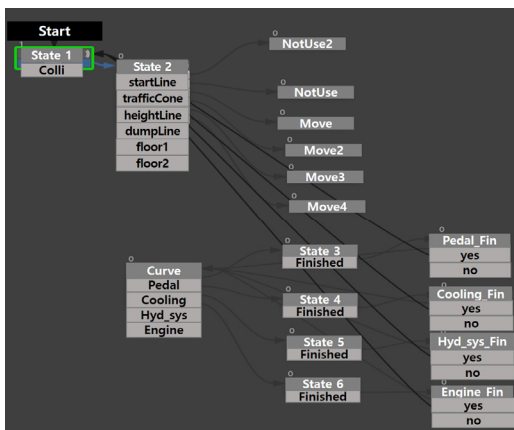 Start
State 1
Colli
State 2
startLine
trafficCone
heightLine
dumpLine
floor1
floor2
NotUse2
NotUse
Move
Move2
Move3
Move4
Curve
Pedal
Cooling
Hyd_sys
Engine
State 3
Finished
State 4
Finished
State 5
Finished
State 6
Finished
Pedal_Fin
yes
no
Cooling_Fin
yes
no
Hyd_sys_Fin
yes
no
Engine_Fin
yes
no